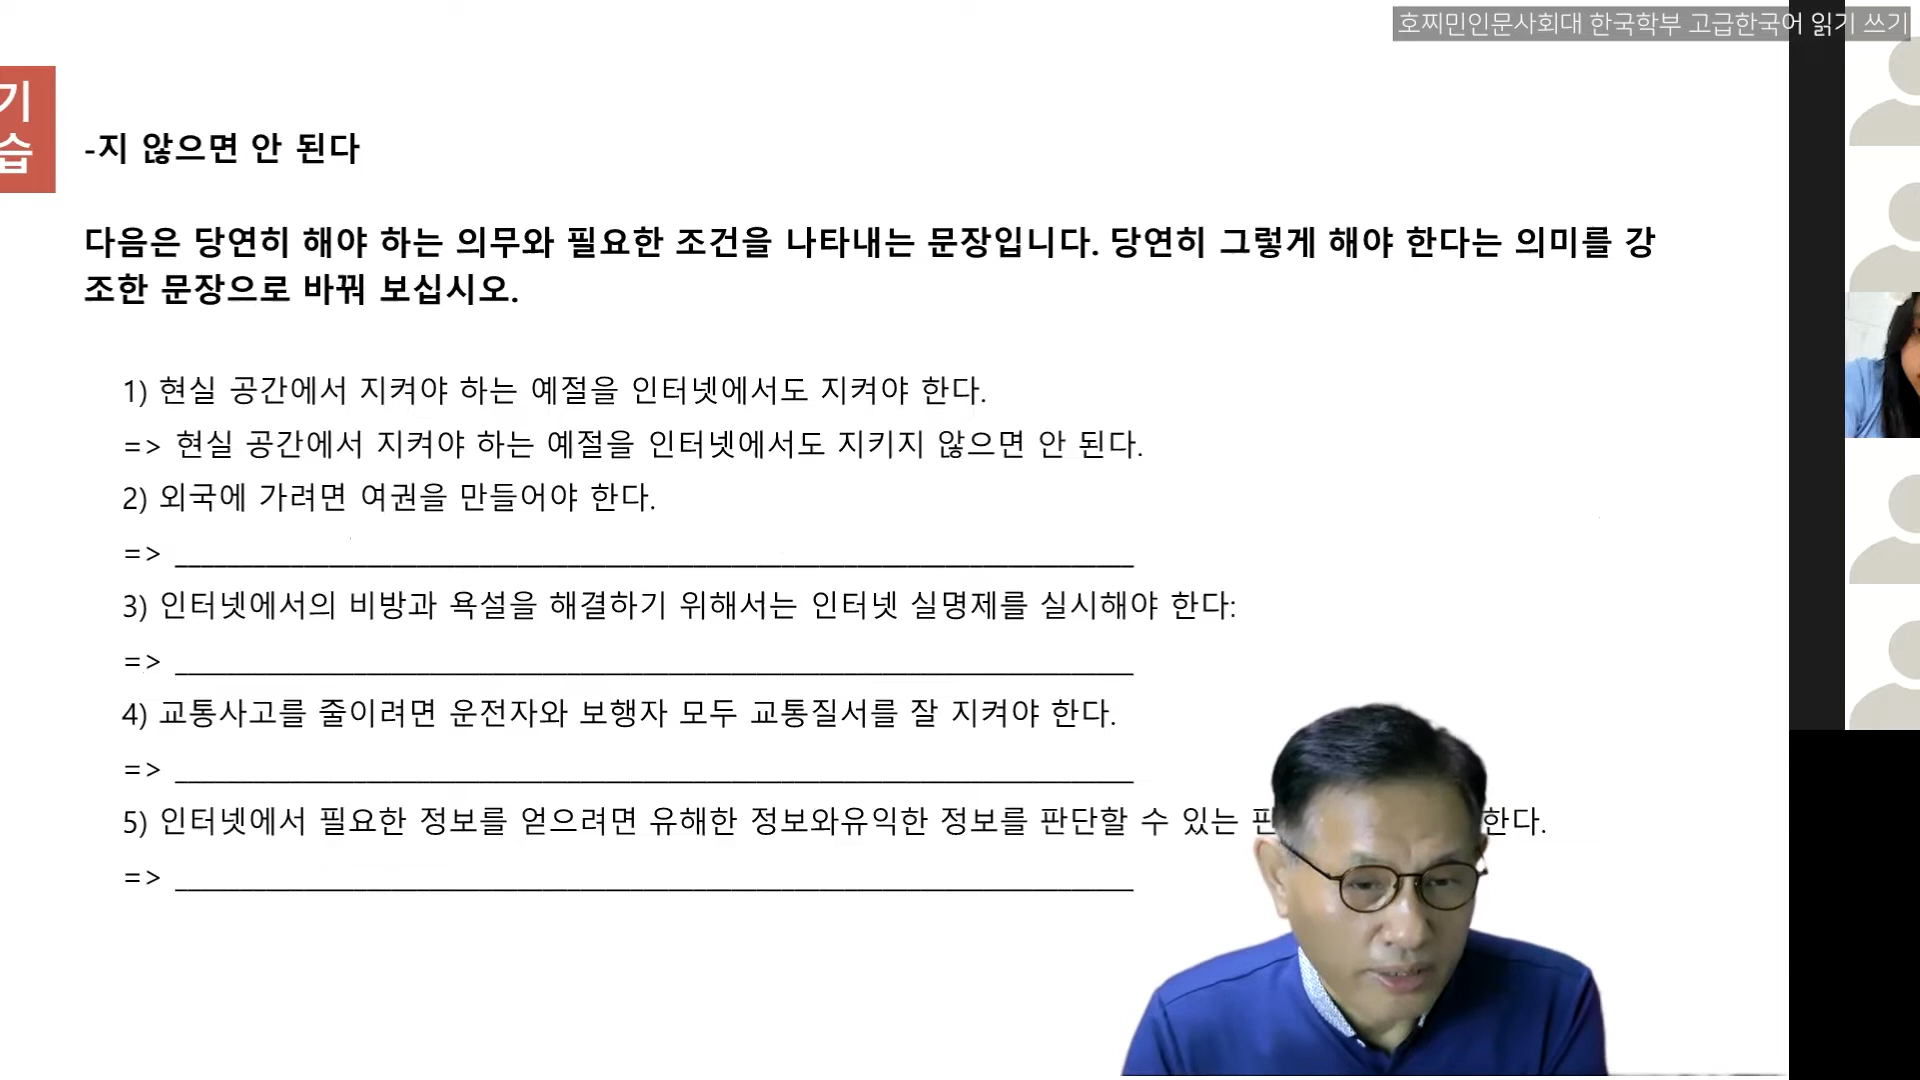 호찌민인문사회대 한국학부 고급한국어 읽기 쓰기
기
습
-지 않으면 안 된다
다음은 당연히 해야 하는 의무와 필요한 조건을 나타내는 문장입니다. 당연히 그렇게 해야 한다는 의미를 강
조한 문장으로 바꿔 보십시오.
1) 현실 공간에서 지켜야 하는 예절을 인터넷에서도 지켜야 한다.
=> 현실 공간에서 지켜야 하는 예절을 인터넷에서도 지키지 않으면 안 된다.
2) 외국에 가려면 여권을 만들어야 한다.
=>
3) 인터넷에서의 비방과 욕설을 해결하기 위해서는 인터넷 실명제를 실시해야 한다:
=>
4) 교통사고를 줄이려면 운전자와 보행자 모두 교통질서를 잘 지켜야 한다.
=>
5) 인터넷에서 필요한 정보를 얻으려면 유해한 정보와유익한 정보를 판단할 수 있는 한다.
=>